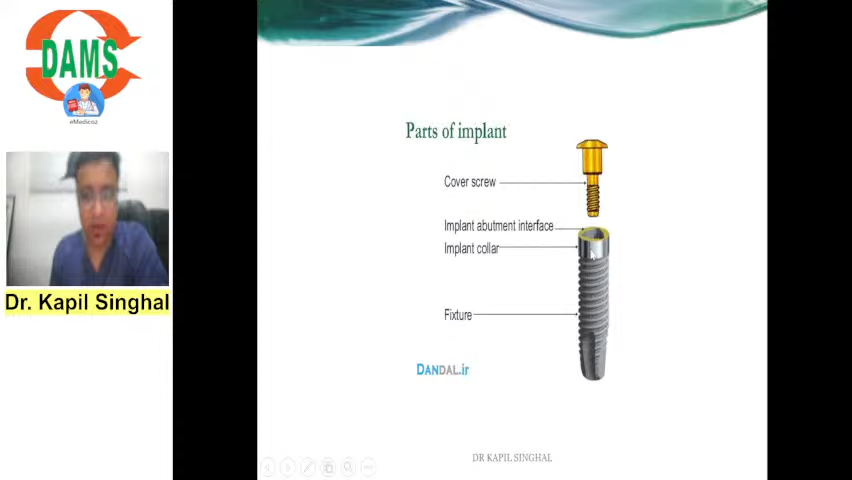 DAMS
eMedicoz
Dr. Kapil Singhal
Parts of implant
Cover screw
Implant abutment interface
Implant collar
Fixture
DANDAL.ir
DR KAPIL SINGHAL